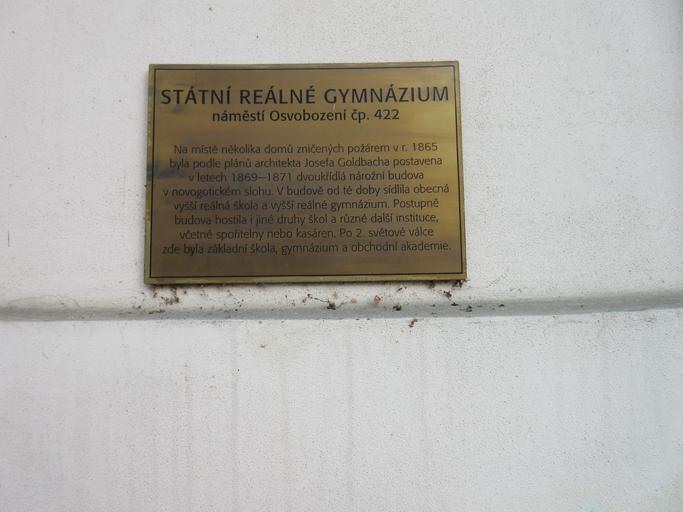 STÁTNÍ REÁLNÉ GYMNÁZIUM
náměstí Osvobození čp. 422
Na místě několika domů zničených požárem v r. 1865
byla podle plánů architekta Josefa Goldbacha postavena
v letech 1869–1871 dvoukřídlá nárožní budova
v novogotickém slohu. V budově od té doby sídlila obecná
vyšší reálná škola a vyšší reálné gymnázium. Postupně
budova hostila i jiné druhy škol a různé další instituce,
včetně spořitelny nebo kasáren. Po 2. světové válce
zde byla základní škola, gymnázium a obchodní akademie.